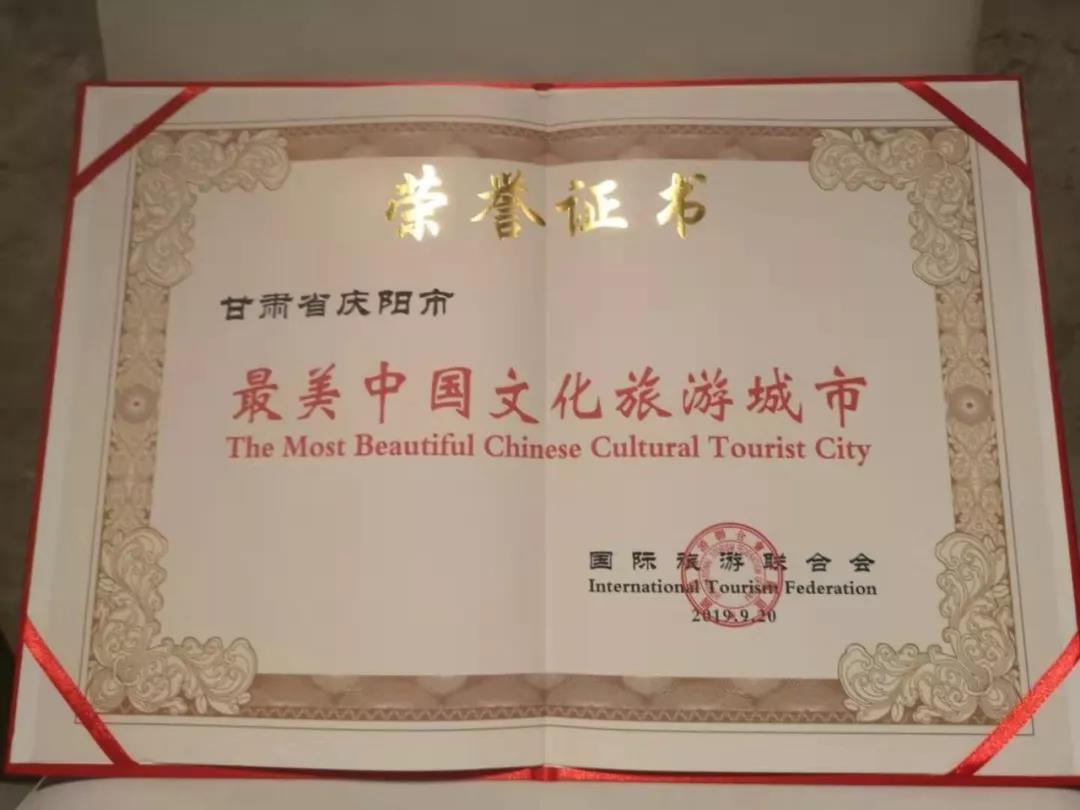 荣誉证书
甘肃省庆阳市
最美中国文化旅游城市
The Most Beautiful Chinese Cultural Tourist City
国际旅游联合会
International Tourism Federation
2019.9.20